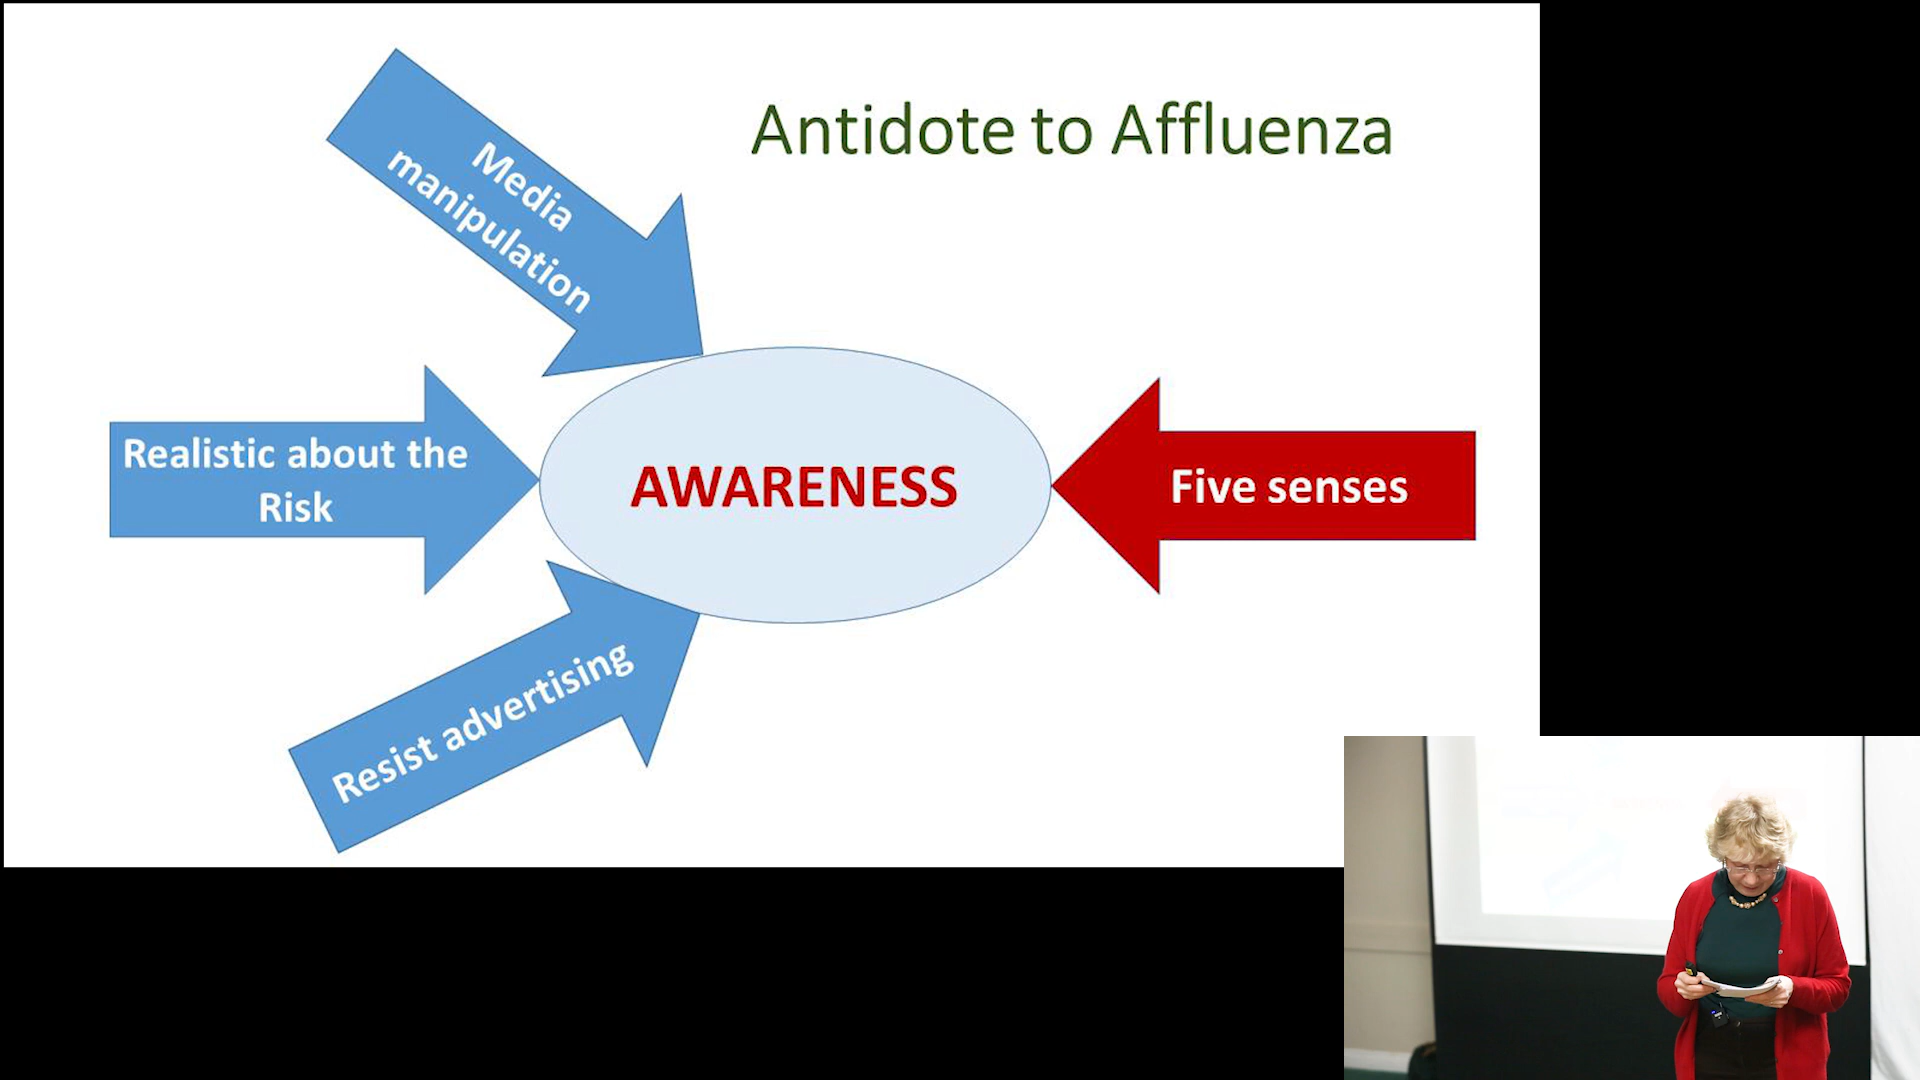 Antidote to Affluenza
Media
manipulation
Realistic about the
Risk
AWARENESS
Five senses
Resist advertising